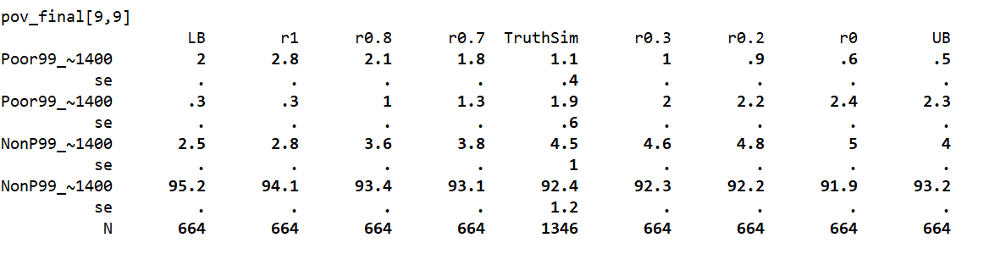 pov_final[9,9]
LB r1 r0.8 r0.7 TruthSim r0.3 r0.2 r0 UB
Poor99_~1400 2 2.8 2.1 1.8 1.1 1 .9 .6 .5
se . . . . .4 . . . .
Poor99_~1400 .3 .3 1 1.3 1.9 2 2.2 2.4 2.3
se . . . . .6 . . . .
NonP99_~1400 2.5 2.8 3.6 3.8 4.5 4.6 4.8 5 4
se . . . . 1 . . . .
NonP99_~1400 95.2 94.1 93.4 93.1 92.4 92.3 92.2 91.9 93.2
se . . . . 1.2 . . . .
N 664 664 664 664 1346 664 664 664 664